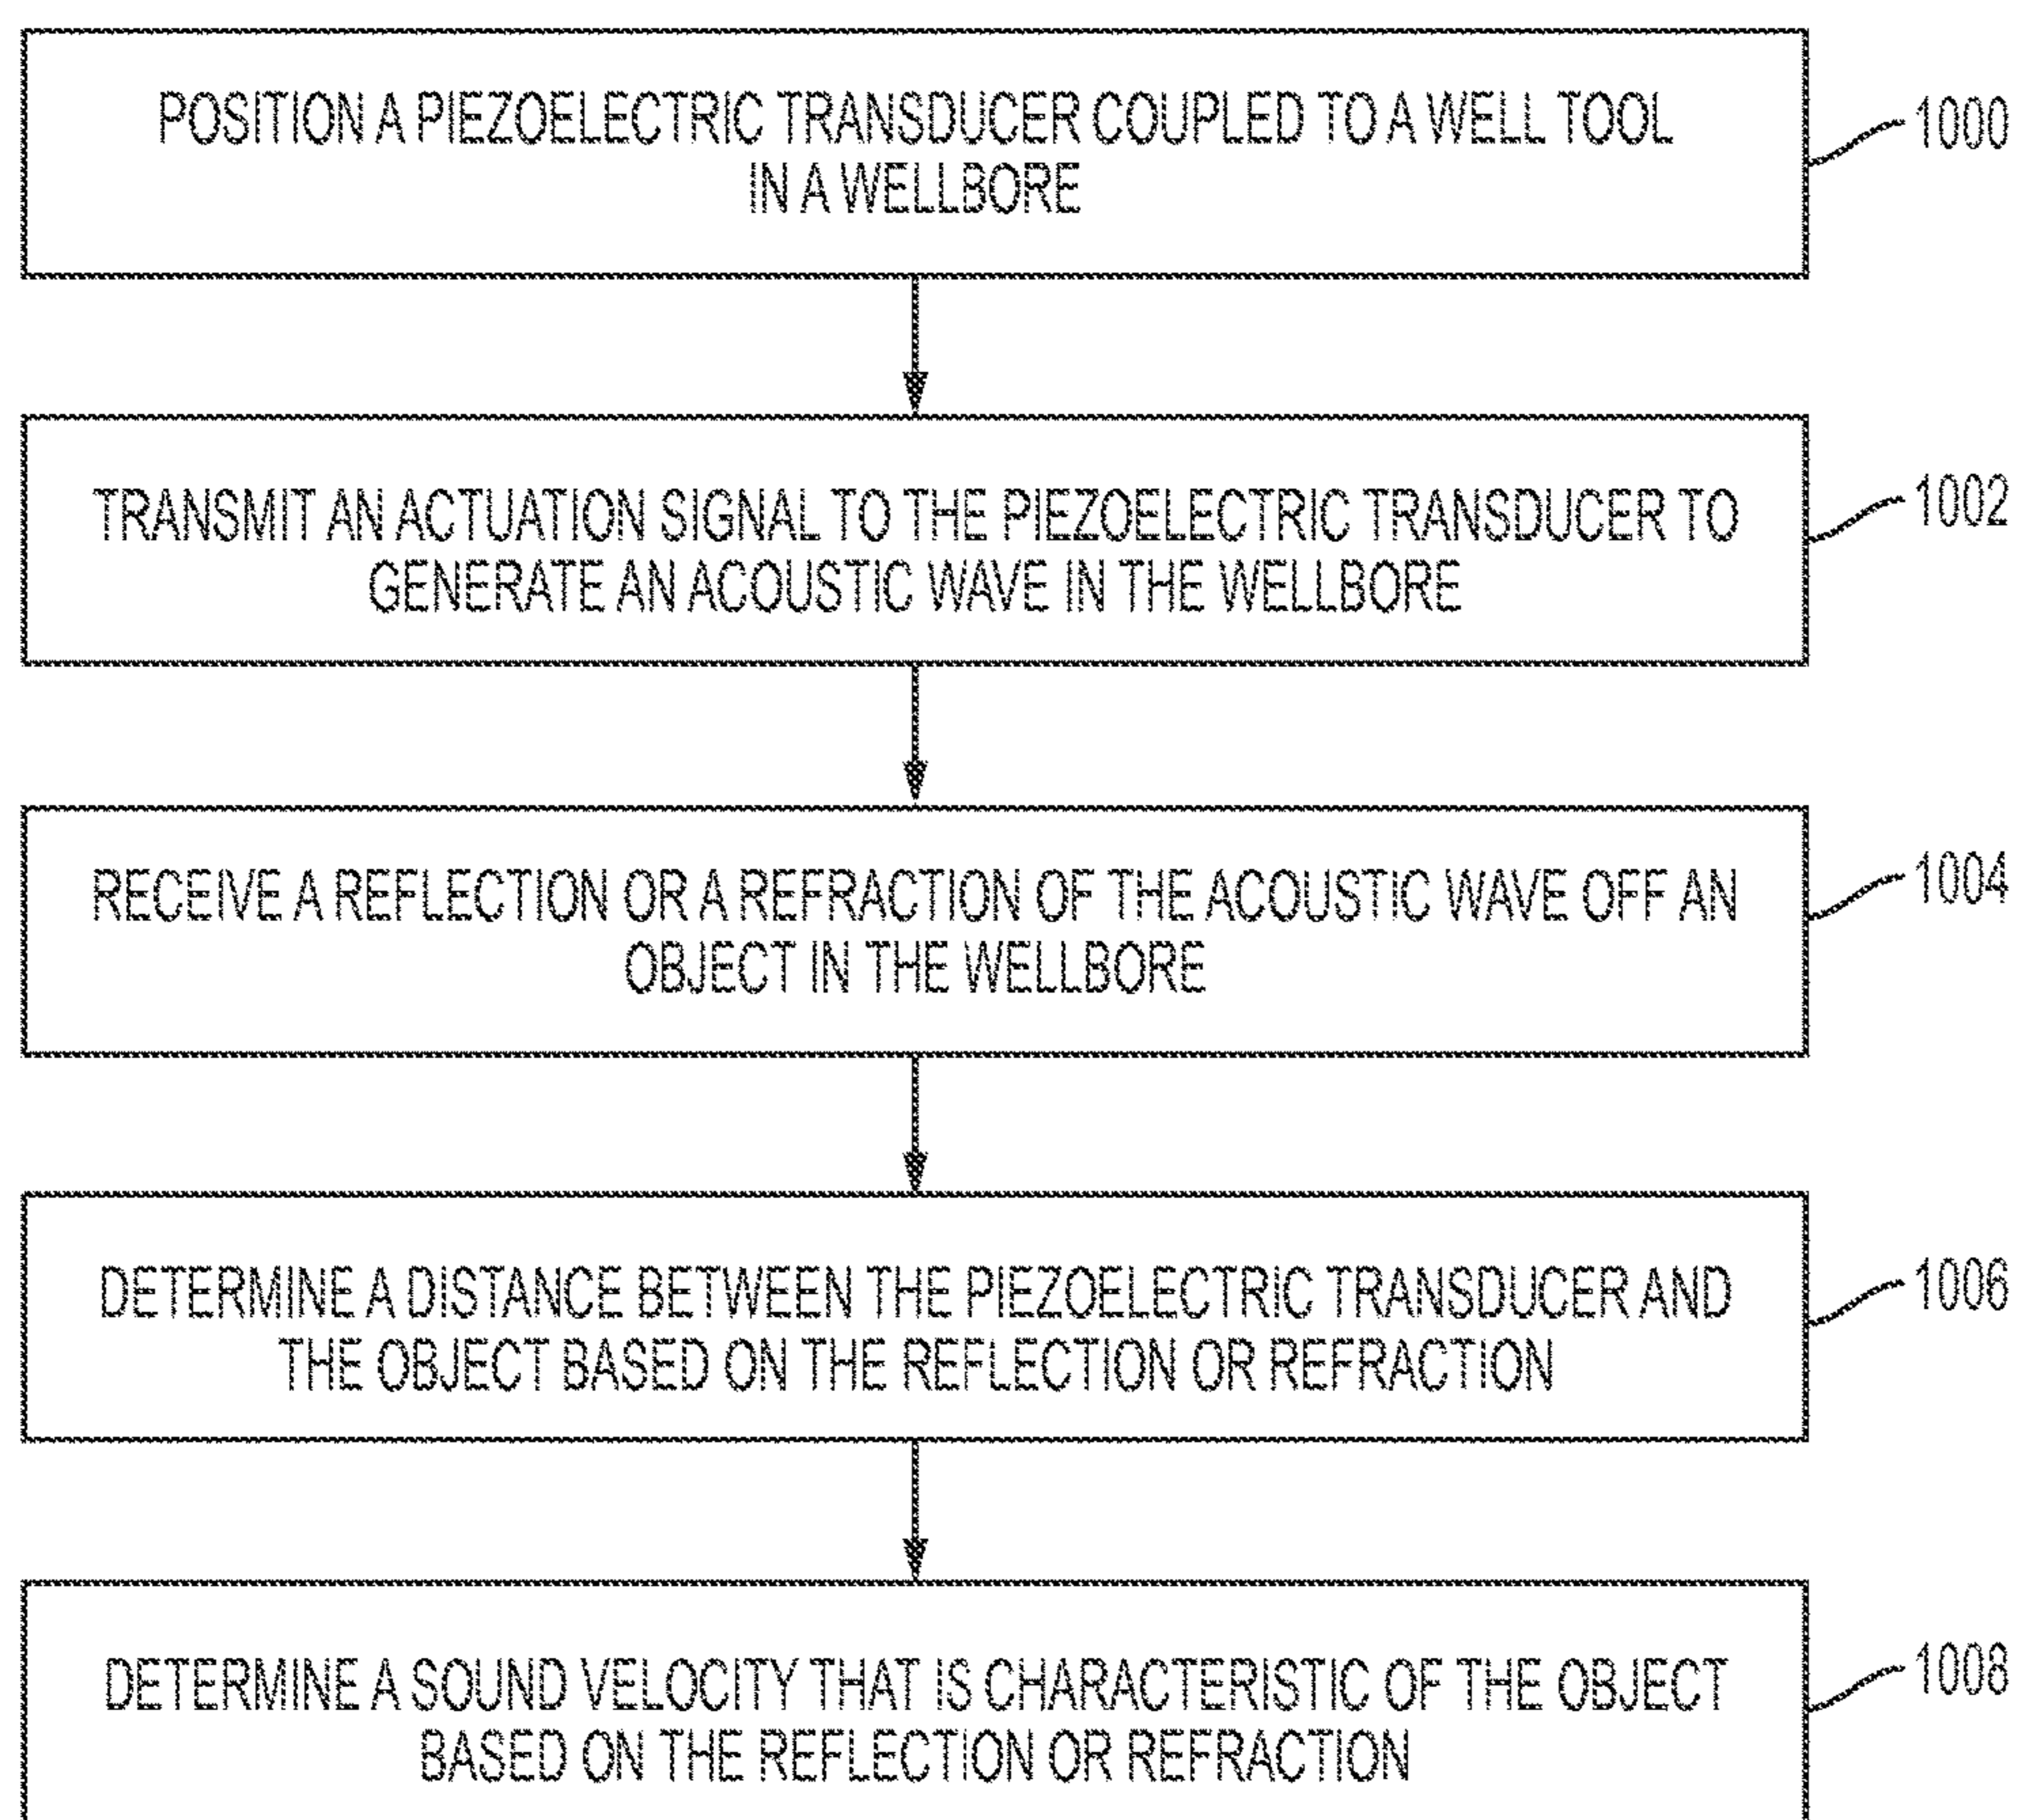 POSITION A PIEZOELECTRIC TRANSDUCER COUPLED TO A WELL TOOL
IN A WELLBORE
1000
TRANSMIT AN ACTUATION SIGNAL TO THE PIEZOELECTRIC TRANSDUCER TO
GENERATE AN ACOUSTIC WAVE IN THE WELLBORE
1002
RECEIVE A REFLECTION OR A REFRACTION OF THE ACOUSTIC WAVE OFF AN
OBJECT IN THE WELLBORE
1004
DETERMINE A DISTANCE BETWEEN THE PIEZOELECTRIC TRANSDUCER AND
THE OBJECT BASED ON THE REFLECTION OR REFRACTION
1006
DETERMINE A SOUND VELOCITY THAT IS CHARACTERISTIC OF THE OBJECT
BASED ON THE REFLECTION OR REFRACTION
1008